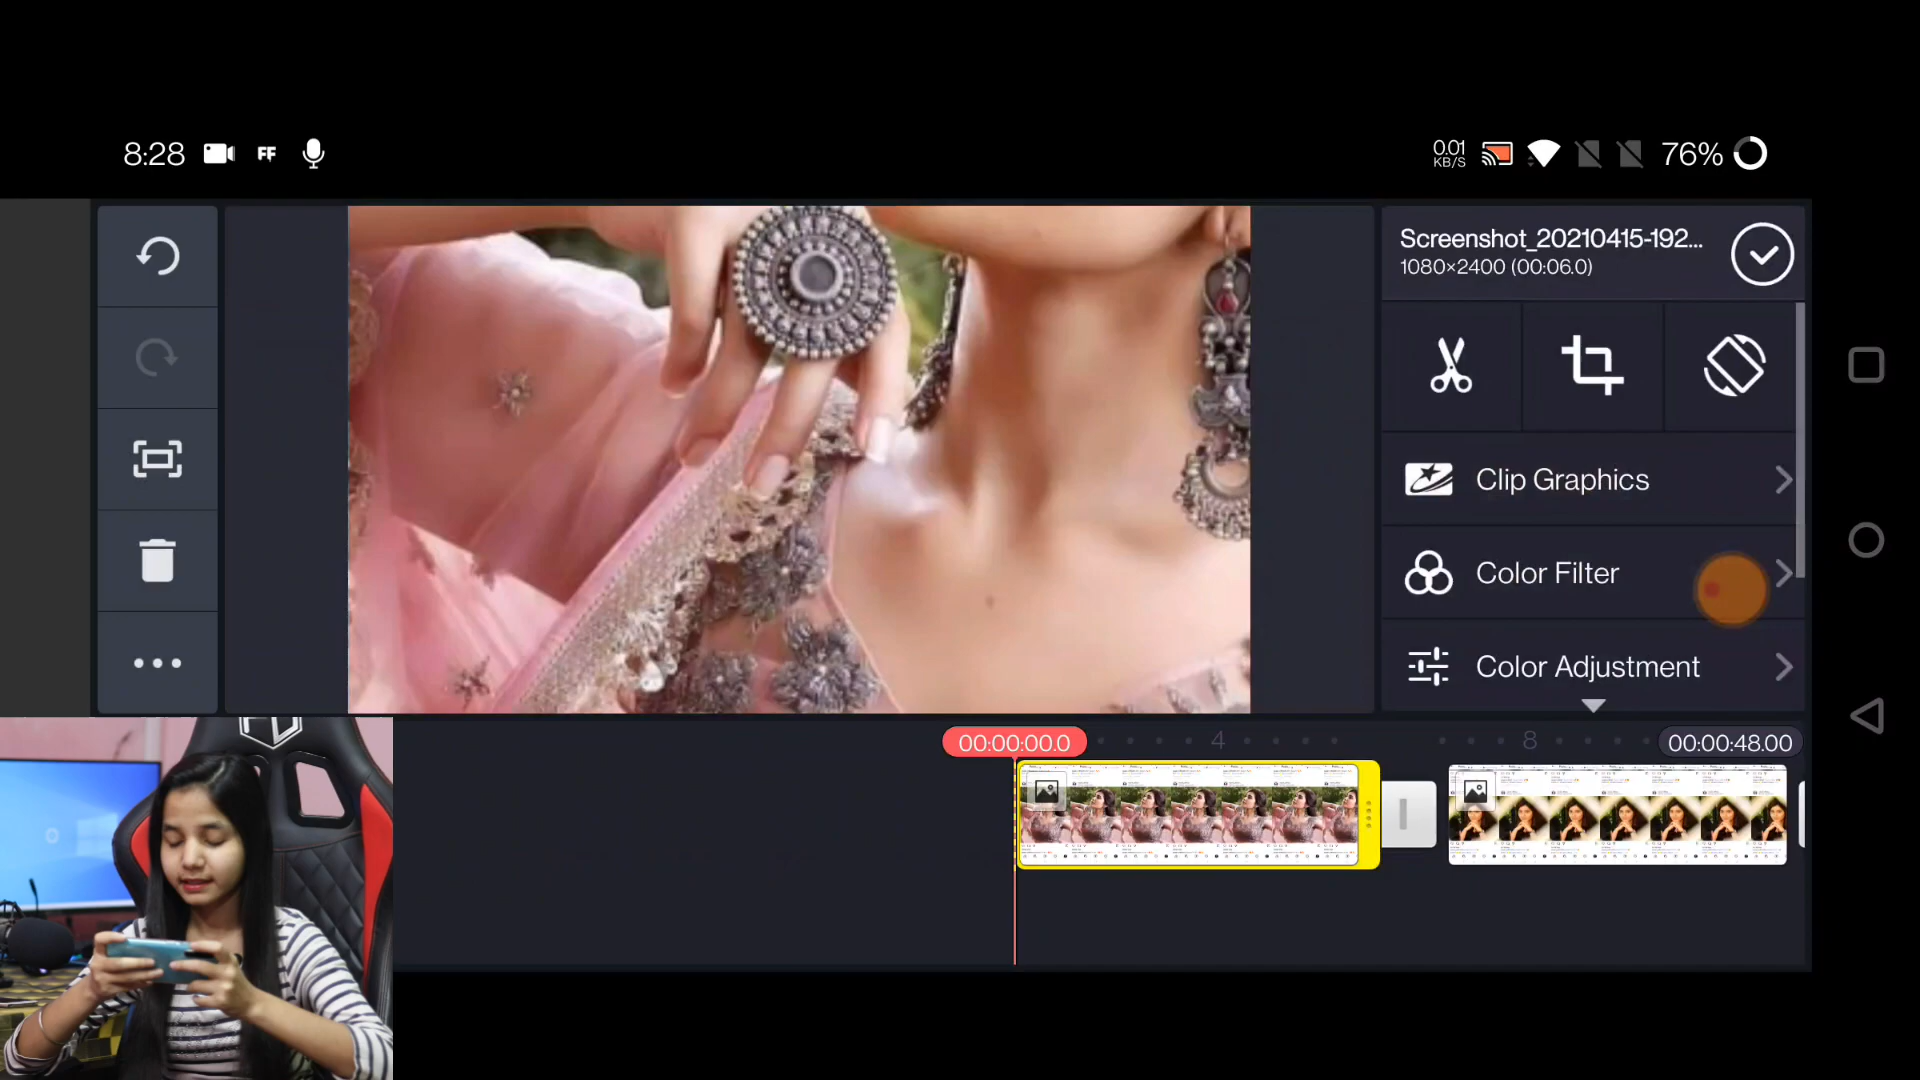 8:28
FF
0.01
KB/S
76%
Screenshot_20210415-192...
1080×2400 (00:06.0)
Clip Graphics
Color Filter
Color Adjustment
00:00:00.0
4
8
00:00:48.00